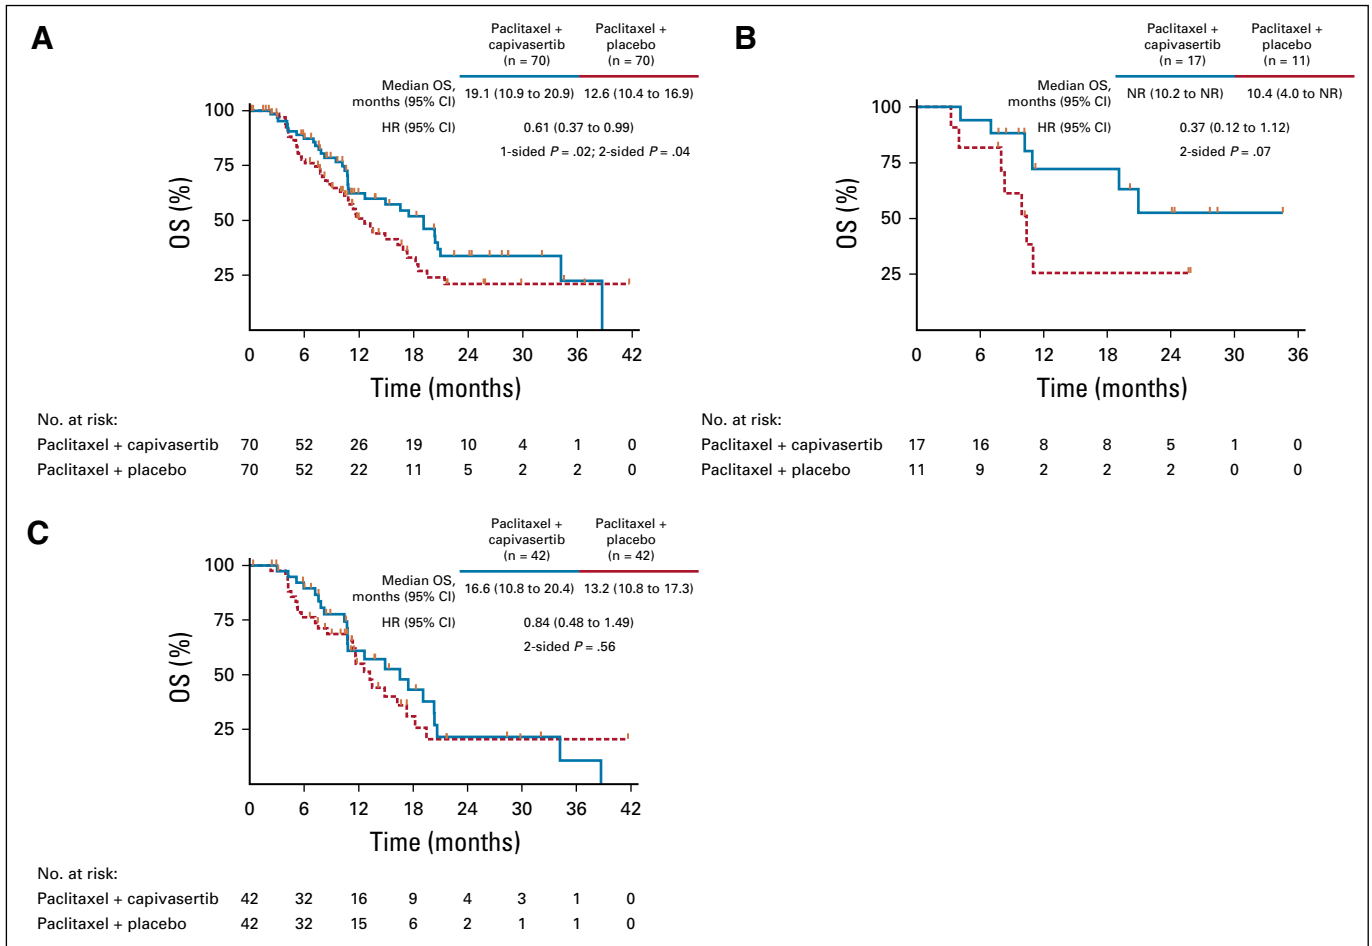 A
Paclitaxel + capivasertib (n = 70)
Paclitaxel + placebo (n = 70)
Median OS, months (95% CI) 19.1 (10.9 to 20.9) 12.6 (10.4 to 16.9)
HR (95% CI) 0.61 (0.37 to 0.99)
1-sided P = .02; 2-sided P = .04
OS (%)
100
75
50
25
0 6 12 18 24 30 36 42
Time (months)
No. at risk:
Paclitaxel + capivasertib 70 52 26 19 10 4 1 0
Paclitaxel + placebo 70 52 22 11 5 2 2 0
B
Paclitaxel + capivasertib (n = 17)
Paclitaxel + placebo (n = 11)
Median OS, months (95% CI) NR (10.2 to NR) 10.4 (4.0 to NR)
HR (95% CI) 0.37 (0.12 to 1.12)
2-sided P = .07
OS (%)
100
75
50
25
0 6 12 18 24 30 36
Time (months)
No. at risk:
Paclitaxel + capivasertib 17 16 8 8 5 1 0
Paclitaxel + placebo 11 9 2 2 2 0 0
C
Paclitaxel + capivasertib (n = 42)
Paclitaxel + placebo (n = 42)
Median OS, months (95% CI) 16.6 (10.8 to 20.4) 13.2 (10.8 to 17.3)
HR (95% CI) 0.84 (0.48 to 1.49)
2-sided P = .56
OS (%)
100
75
50
25
0 6 12 18 24 30 36 42
Time (months)
No. at risk:
Paclitaxel + capivasertib 42 32 16 9 4 3 1 0
Paclitaxel + placebo 42 32 15 6 2 1 1 0